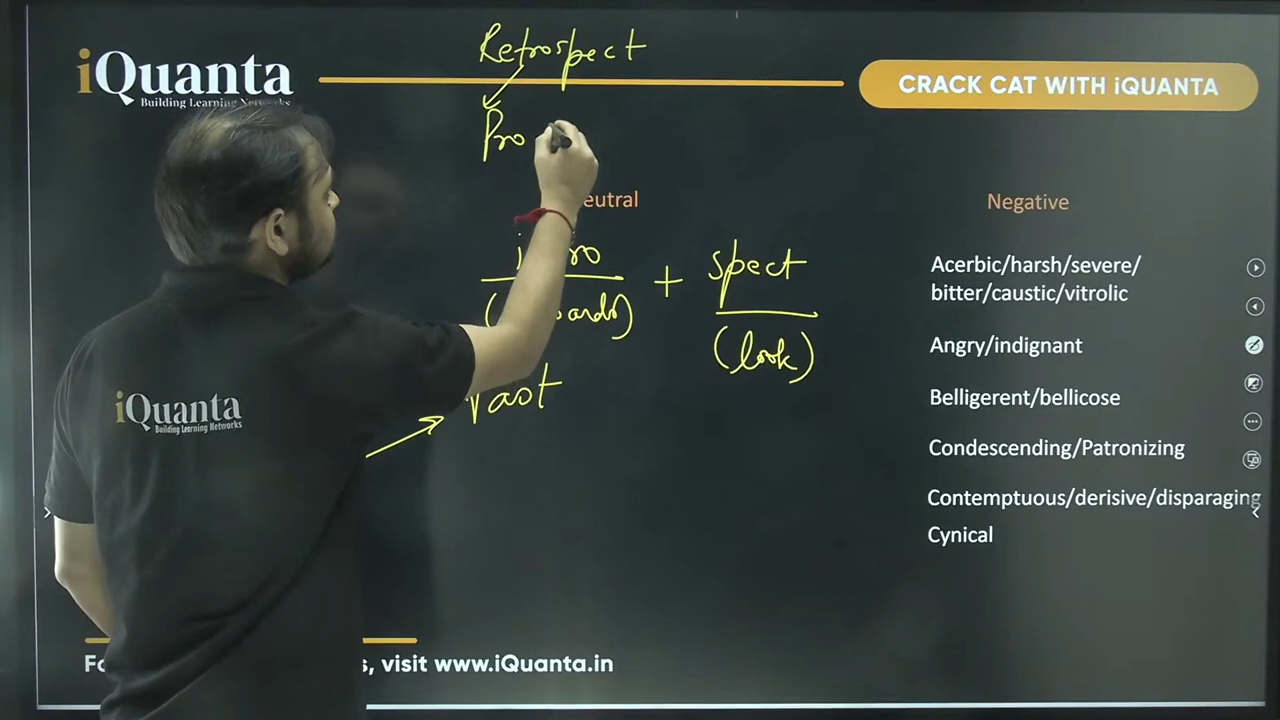 iQuanta
Building Learning Networks
CRACK CAT WITH iQUANTA
Retrospect
Pro
eutral
Negative
ro + spect
(look)
Acerbic/harsh/severe/
bitter/caustic/vitrolic
Angry/indignant
Belligerent/bellicose
Condescending/Patronizing
Contemptuous/derisive/disparaging
Cynical
iQuanta
Building Learning Networks
s, visit www.iQuanta.in